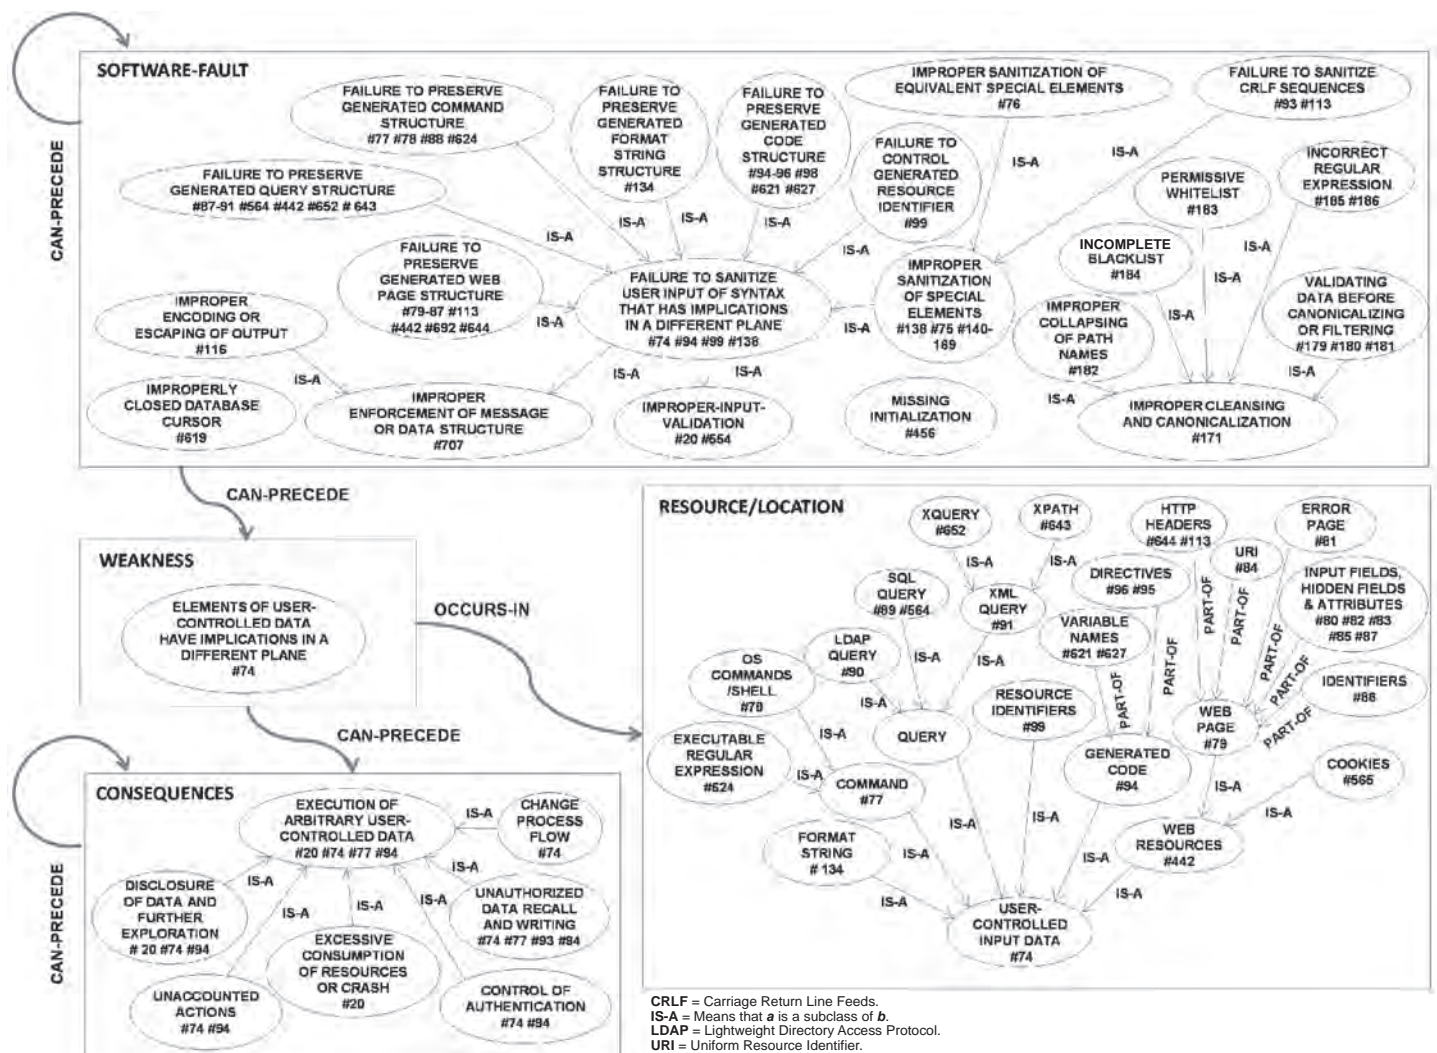 SOFTWARE-FAULT
CAN-PRECEDE
FAILURE TO PRESERVE
GENERATED COMMAND
STRUCTURE
#77 #78 #88 #624
FAILURE TO
PRESERVE
GENERATED
FORMAT
STRING
STRUCTURE
#134
FAILURE TO
PRESERVE
GENERATED
CODE
STRUCTURE
#94-96 #98
#621 #627
IMPROPER SANITIZATION OF
EQUIVALENT SPECIAL ELEMENTS
#76
FAILURE TO SANITIZE
CRLF SEQUENCES
#93 #113
FAILURE TO PRESERVE
GENERATED QUERY STRUCTURE
#87-91 #564 #442 #652 # 643
FAILURE TO
CONTROL
GENERATED
RESOURCE
IDENTIFIER
#99
IS-A
IS-A
PERMISSIVE
WHITELIST
#183
INCORRECT
REGULAR
EXPRESSION
#185 #186
IS-A
IS-A
IS-A
IS-A
IS-A
FAILURE TO
PRESERVE
GENERATED WEB
PAGE STRUCTURE
#79-87 #113
#442 #692 #644
IS-A
FAILURE TO SANITIZE
USER INPUT OF SYNTAX
THAT HAS IMPLICATIONS
IN A DIFFERENT PLANE
#74 #94 #99 #138
IS-A
IMPROPER
SANITIZATION
OF SPECIAL
ELEMENTS
#138 #75 #140-
169
INCOMPLETE
BLACKLIST
#184
IS-A
IS-A
IS-A
IMPROPER
COLLAPSING
OF PATH
NAMES
#182
VALIDATING
DATA BEFORE
CANONICALIZING
OR FILTERING
#179 #180 #181
IMPROPER
ENCODING OR
ESCAPING OF OUTPUT
#116
IS-A
IS-A
IS-A
IS-A
IS-A
IMPROPERLY
CLOSED DATABASE
CURSOR
#619
IMPROPER
ENFORCEMENT OF MESSAGE
OR DATA STRUCTURE
#707
IMPROPER-INPUT-
VALIDATION
#20 #654
MISSING
INITIALIZATION
#456
IMPROPER CLEANSING
AND CANONICALIZATION
#171
CAN-PRECEDE
WEAKNESS
ELEMENTS OF USER-
CONTROLLED DATA
HAVE IMPLICATIONS IN A
DIFFERENT PLANE
#74
OCCURS-IN
CAN-PRECEDE
CONSEQUENCES
CAN-PRECEDE
EXECUTION OF
ARBITRARY USER-
CONTROLLED DATA
#20 #74 #77 #94
IS-A
CHANGE
PROCESS
FLOW
#74
IS-A
IS-A
IS-A
IS-A
IS-A
DISCLOSURE
OF DATA AND
FURTHER
EXPLORATION
# 20 #74 #94
UNAUTHORIZED
DATA RECALL
AND WRITING
#74 #77 #93 #94
EXCESSIVE
CONSUMPTION
OF RESOURCES
OR CRASH
#20
UNACCOUNTED
ACTIONS
#74 #94
CONTROL OF
AUTHENTICATION
#74 #94
RESOURCE/LOCATION
XQUERY
#652
XPATH
#643
HTTP
HEADERS
#644 #113
ERROR
PAGE
#81
IS-A
IS-A
URI
#84
SQL
QUERY
#89 #564
XML
QUERY
#91
DIRECTIVES
#96 #95
INPUT FIELDS,
HIDDEN FIELDS
& ATTRIBUTES
#80 #82 #83
#85 #87
VARIABLE
NAMES
#621 #627
PART-OF
PART-OF
PART-OF
PART-OF
PART-OF
PART-OF
PART-OF
LDAP
QUERY
#90
IS-A
IS-A
OS
COMMANDS
/SHELL
#78
IS-A
RESOURCE
IDENTIFIERS
#99
IDENTIFIERS
#86
WEB
PAGE
#79
QUERY
EXECUTABLE
REGULAR
EXPRESSION
#624
IS-A
IS-A
COMMAND
#77
GENERATED
CODE
#94
COOKIES
#565
IS-A
IS-A
IS-A
IS-A
FORMAT
STRING
# 134
IS-A
IS-A
WEB
RESOURCES
#442
IS-A
IS-A
USER-
CONTROLLED
INPUT DATA
#74
CRLF = Carriage Return Line Feeds.
IS-A = Means that a is a subclass of b.
LDAP = Lightweight Directory Access Protocol.
URI = Uniform Resource Identifier.